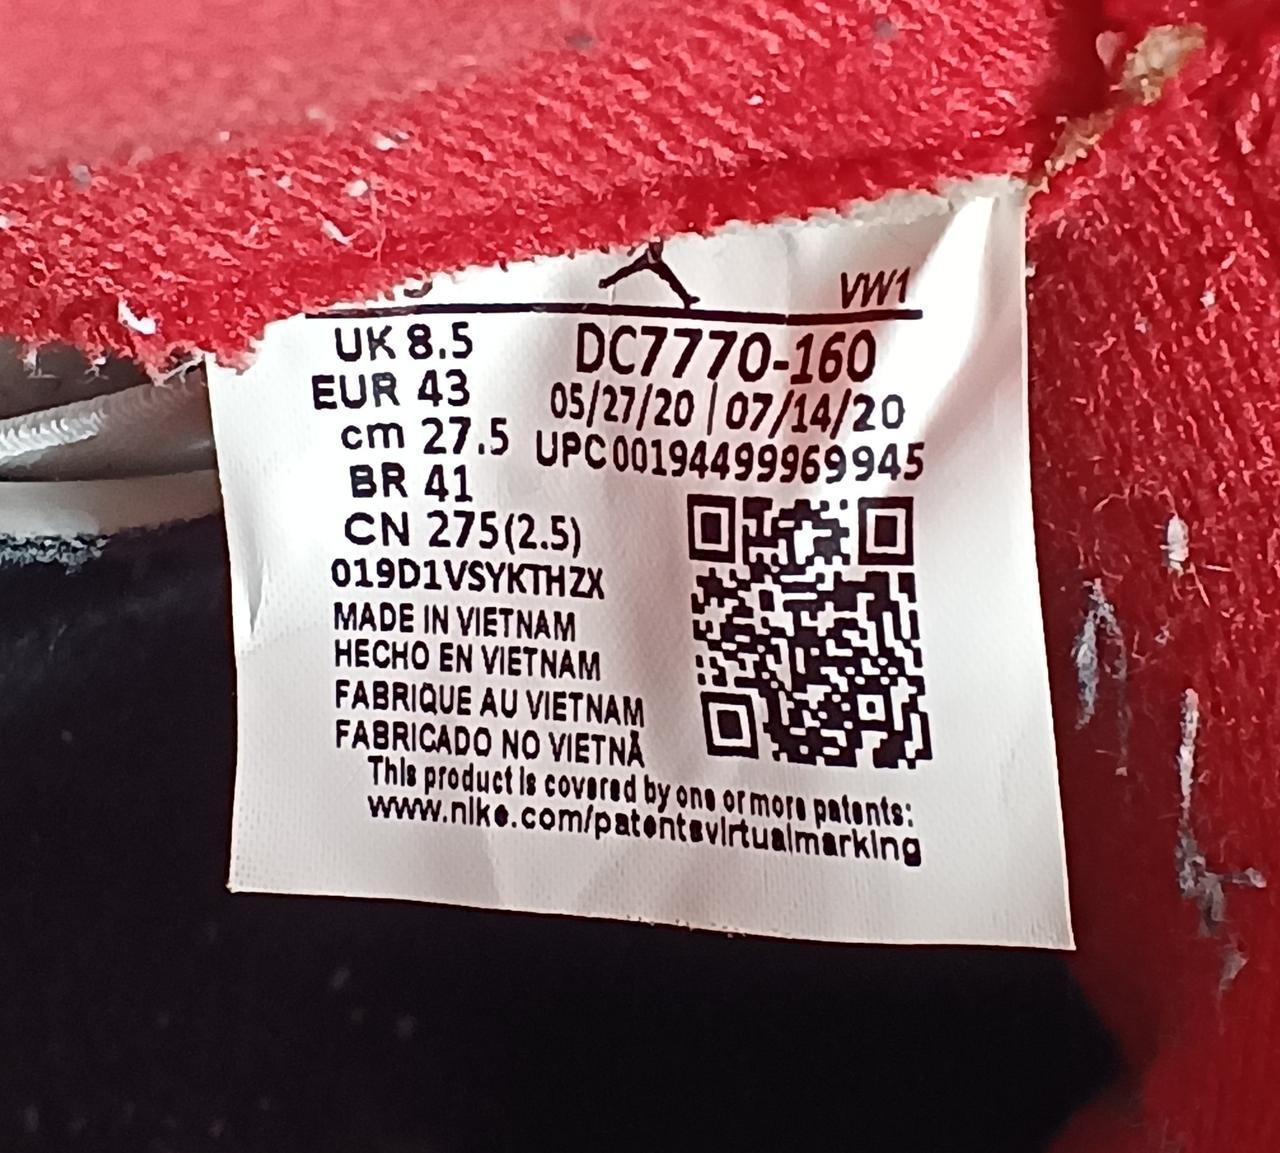 VW1
UK 8.5
DC7770-160
EUR 43
05/27/20 | 07/14/20
cm 27.5
UPC00194499969945
BR 41
CN 275(2.5)
019D1VSYKTHZX
MADE IN VIETNAM
HECHO EN VIETNAM
FABRIQUE AU VIETNAM
FABRICADO NO VIETNÃ
This product is covered by one or more patents:
www.nike.com/patentsvirtualmarking